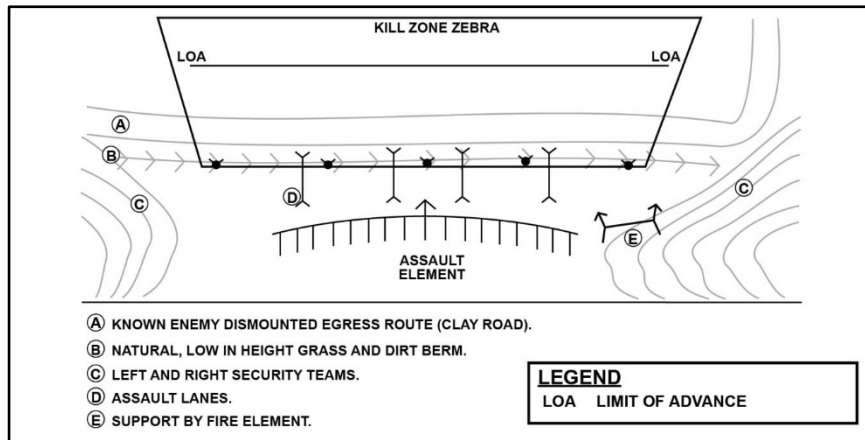 KILL ZONE ZEBRA
LOA LOA
A
B
C
C
D
E
ASSAULT
ELEMENT
A KNOWN ENEMY DISMOUNTED EGRESS ROUTE (CLAY ROAD).
B NATURAL, LOW IN HEIGHT GRASS AND DIRT BERM.
C LEFT AND RIGHT SECURITY TEAMS.
D ASSAULT LANES.
E SUPPORT BY FIRE ELEMENT.
LEGEND
LOA LIMIT OF ADVANCE